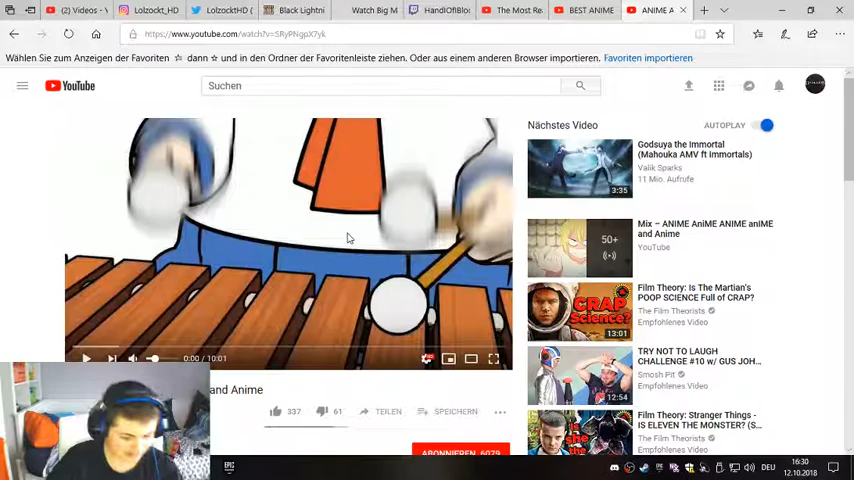 (2) Videos - Y
Lolzockt_HD
LolzocktHD (
Black Lightni
Watch Big M
HandIOfIBloc
The Most Re
BEST ANIME
ANIME A
https://www.youtube.com/watch?v=SRyPNgpX7yk
Wählen Sie zum Anzeigen der Favoriten ☆ dann ☆ und in den Ordner der Favoritenleiste ziehen. Oder aus einem anderen Browser importieren. Favoriten importieren
YouTube
Suchen
Nächstes Video
AUTOPLAY
Godsuya the Immortal
(Mahouka AMV ft Immortals)
Valik Sparks
11 Mio. Aufrufe
3:35
Mix – ANIME AniME ANIME anIME
and Anime
YouTube
50+
Film Theory: Is The Martian's
POOP SCIENCE Full of CRAP?
The Film Theorists
Empfohlenes Video
CRAP
Science?
13:01
TRY NOT TO LAUGH
CHALLENGE #10 w/ GUS JOH...
Smosh Pit
Empfohlenes Video
12:54
Film Theory: Stranger Things -
IS ELEVEN THE MONSTER? (S...
The Film Theorists
Empfohlenes Video
Is she
0:00 / 10:01
and Anime
337
61
TEILEN
SPEICHERN
ABONNIEREN 6079
EPIC
DEU
16:30
12.10.2018